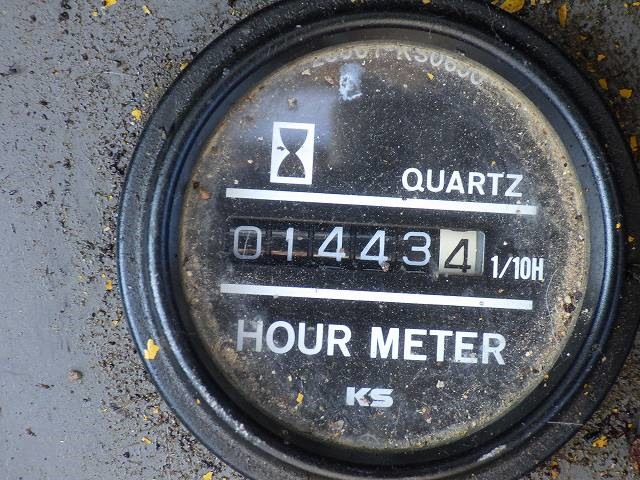 QUARTZ
014434 1/10H
HOUR METER
KS